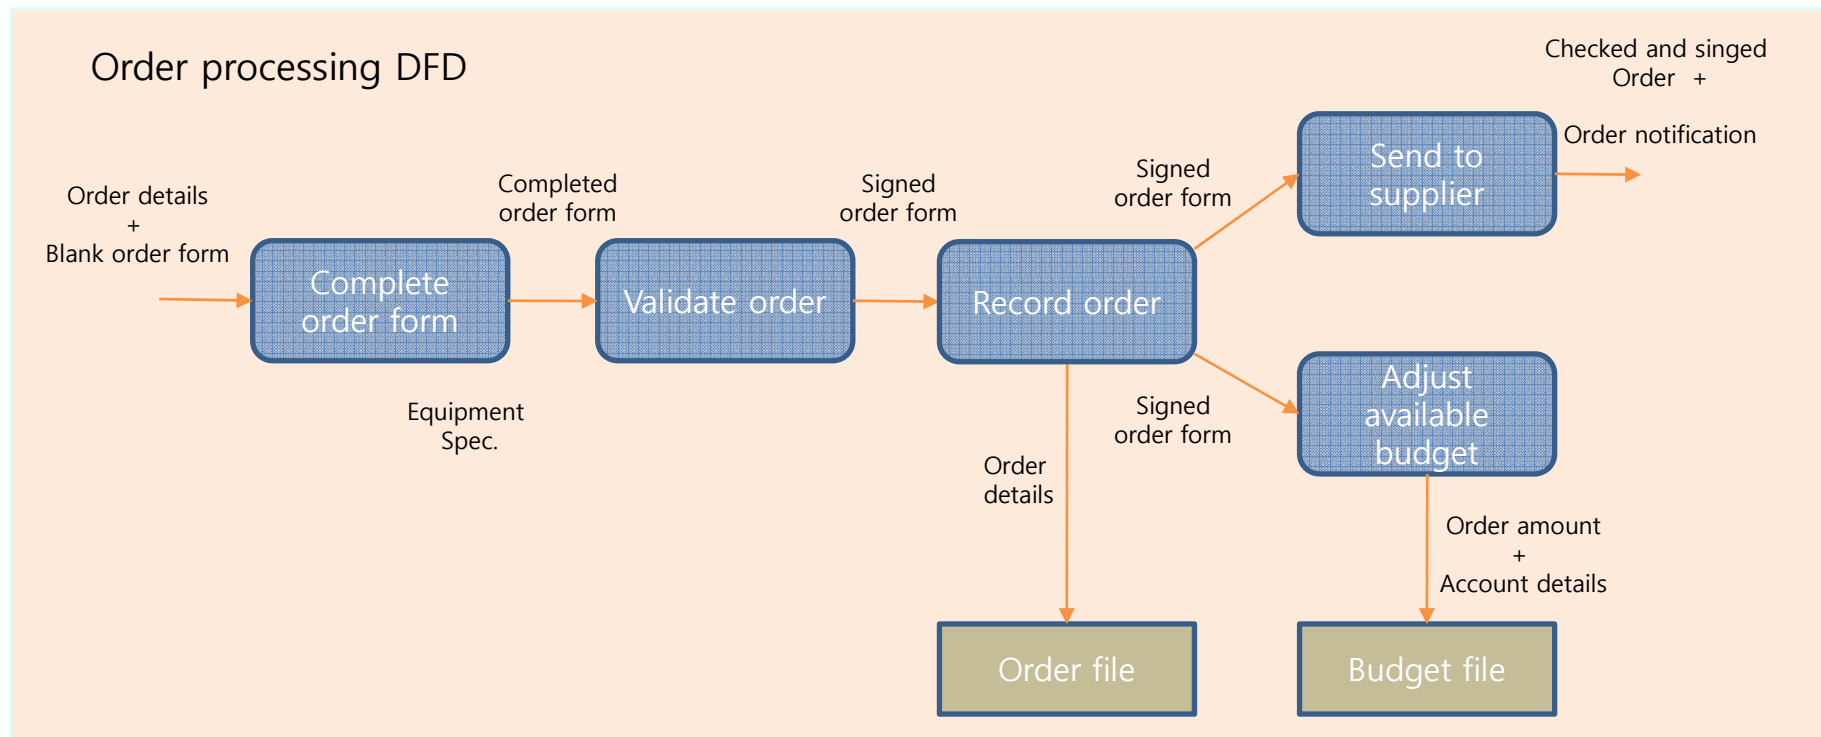 Order processing DFD
Checked and singed
Order +
Order notification
Send to
supplier
Order details
+
Blank order form
Completed
order form
Signed
order form
Signed
order form
Complete
order form
Validate order
Record order
Equipment
Spec.
Signed
order form
Adjust
available
budget
Order
details
Order amount
+
Account details
Order file
Budget file